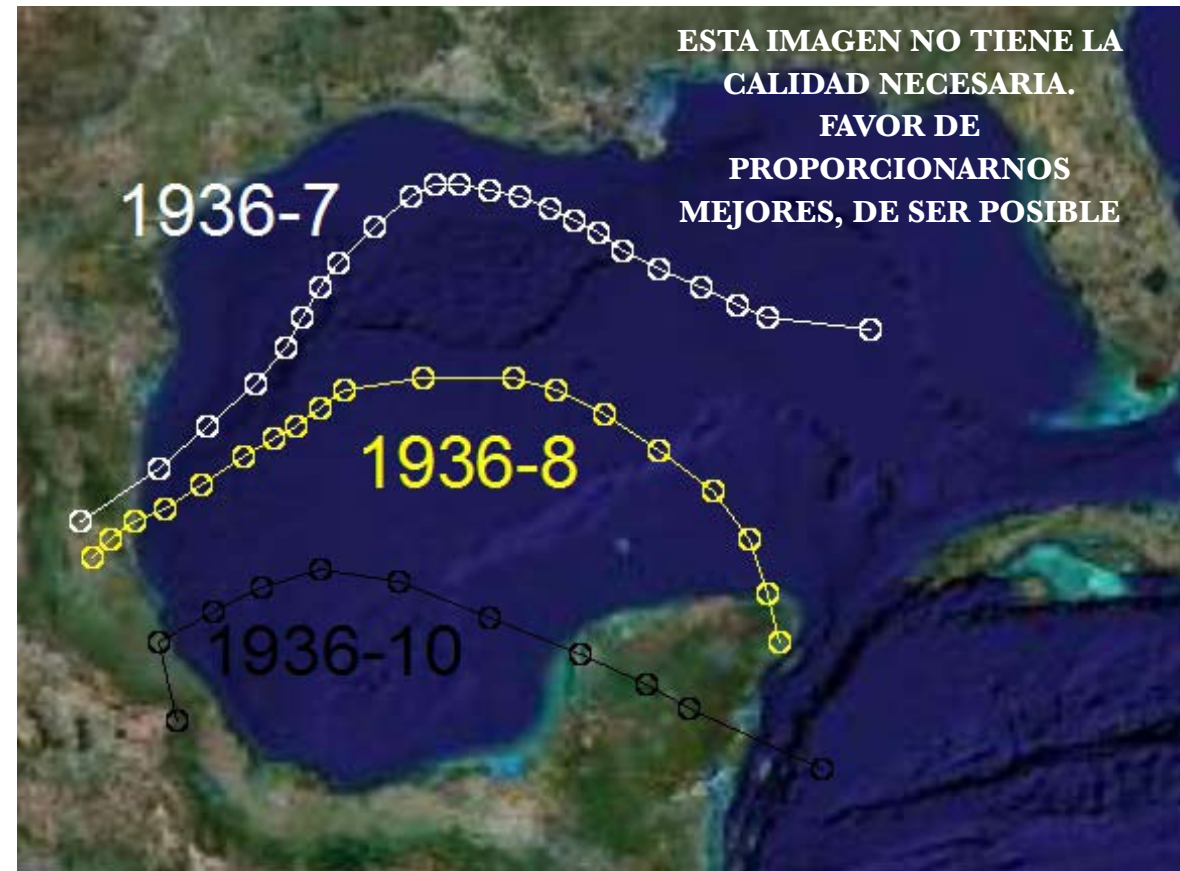 ESTA IMAGEN NO TIENE LA
CALIDAD NECESARIA.
FAVOR DE
PROPORCIONARNOS
MEJORES, DE SER POSIBLE
1936-7
1936-8
1936-10